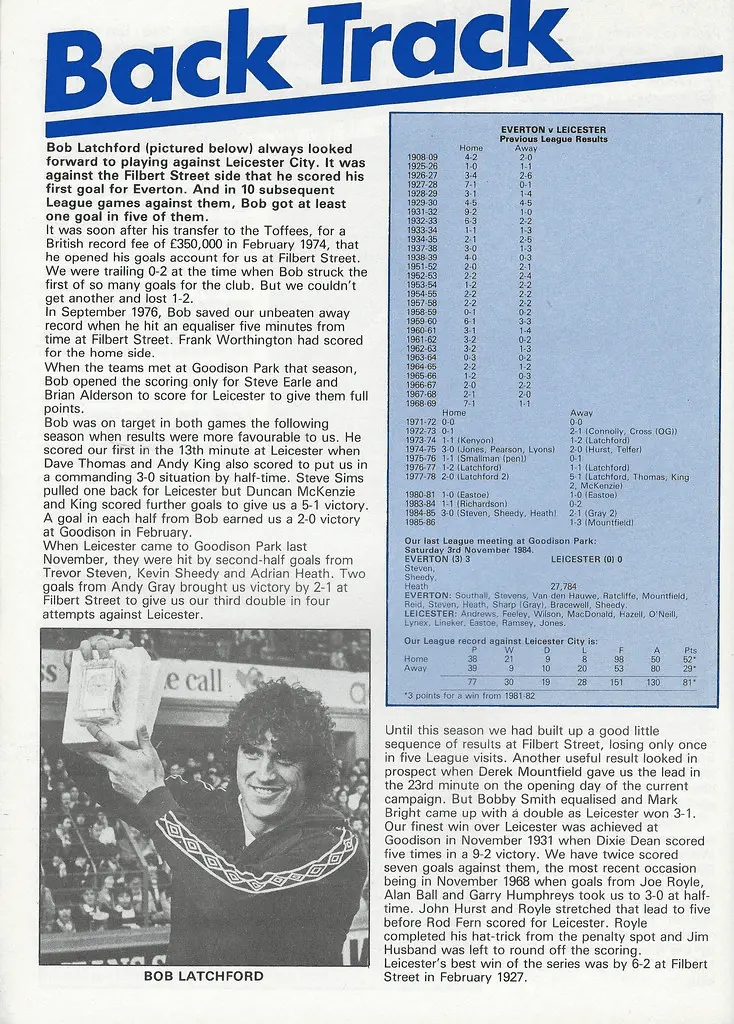 Back Track
Bob Latchford (pictured below) always looked
forward to playing against Leicester City. It was
against the Filbert Street side that he scored his
first goal for Everton. And in 10 subsequent
League games against them, Bob got at least
one goal in five of them.
It was soon after his transfer to the Toffees, for a
British record fee of £350,000 in February 1974, that
he opened his goals account for us at Filbert Street.
We were trailing 0-2 at the time when Bob struck the
first of so many goals for the club. But we couldn't
get another and lost 1-2.
In September 1976, Bob saved our unbeaten away
record when he hit an equaliser five minutes from
time at Filbert Street. Frank Worthington had scored
for the home side.
When the teams met at Goodison Park that season,
Bob opened the scoring only for Steve Earle and
Brian Alderson to score for Leicester to give them full
points.
Bob was on target in both games the following
season when results were more favourable to us. He
scored our first in the 13th minute at Leicester when
Dave Thomas and Andy King also scored to put us in
a commanding 3-0 situation by half-time. Steve Sims
pulled one back for Leicester but Duncan McKenzie
and King scored further goals to give us a 5-1 victory.
A goal in each half from Bob earned us a 2-0 victory
at Goodison in February.
When Leicester came to Goodison Park last
November, they were hit by second-half goals from
Trevor Steven, Kevin Sheedy and Adrian Heath. Two
goals from Andy Gray brought us victory by 2-1 at
Filbert Street to give us our third double in four
attempts against Leicester.
e call
BOB LATCHFORD
EVERTON v LEICESTER
Previous League Results
Home Away
1908-09 4-2 2-0
1925-26 1-0 1-1
1926-27 3-4 2-6
1927-28 7-1 0-1
1928-29 3-1 1-4
1929-30 4-5 4-5
1931-32 9-2 1-0
1932-33 6-3 2-2
1933-34 1-1 1-3
1934-35 2-1 2-5
1937-38 3-0 1-3
1938-39 4-0 0-3
1951-52 2-0 2-1
1952-53 2-2 2-4
1953-54 1-2 2-2
1954-55 2-2 2-2
1957-58 2-2 2-2
1958-59 0-1 0-2
1959-60 6-1 3-3
1960-61 3-1 1-4
1961-62 3-2 0-2
1962-63 3-2 1-3
1963-64 0-3 0-2
1964-65 2-2 1-2
1965-66 1-2 0-3
1966-67 2-0 2-2
1967-68 2-1 2-0
1968-69 7-1 1-1
Home Away
1971-72 0-0 0-0
1972-73 0-1 2-1 (Connolly, Cross (OG))
1973-74 1-1 (Kenyon) 1-2 (Latchford)
1974-75 3-0 (Jones, Pearson, Lyons) 2-0 (Hurst, Telfer)
1975-76 1-1 (Smallman (pen)) 0-1
1976-77 1-2 (Latchford) 1-1 (Latchford)
1977-78 2-0 (Latchford 2) 5-1 (Latchford, Thomas, King
2, McKenzie)
1980-81 1-0 (Eastoe) 1-0 (Eastoe)
1983-84 1-1 (Richardson) 0-2
1984-85 3-0 (Steven, Sheedy, Heath) 2-1 (Gray 2)
1985-86 1-3 (Mountfield)
Our last League meeting at Goodison Park:
Saturday 3rd November 1984.
EVERTON (3) 3 LEICESTER (0) 0
Steven,
Sheedy,
Heath 27,784
EVERTON: Southall, Stevens, Van den Hauwe, Ratcliffe, Mountfield,
Reid, Steven, Heath, Sharp (Gray), Bracewell, Sheedy.
LEICESTER: Andrews, Feeley, Wilson, MacDonald, Hazell, O'Neill,
Lynex, Lineker, Eastoe, Ramsey, Jones.
Our League record against Leicester City is:
P W D L F A Pts
Home 38 21 9 8 98 50 52*
Away 39 9 10 20 53 80 29*
77 30 19 28 151 130 81*
*3 points for a win from 1981-82
Until this season we had built up a good little
sequence of results at Filbert Street, losing only once
in five League visits. Another useful result looked in
prospect when Derek Mountfield gave us the lead in
the 23rd minute on the opening day of the current
campaign. But Bobby Smith equalised and Mark
Bright came up with a double as Leicester won 3-1.
Our finest win over Leicester was achieved at
Goodison in November 1931 when Dixie Dean scored
five times in a 9-2 victory. We have twice scored
seven goals against them, the most recent occasion
being in November 1968 when goals from Joe Royle,
Alan Ball and Garry Humphreys took us to 3-0 at half-
time. John Hurst and Royle stretched that lead to five
before Rod Fern scored for Leicester. Royle
completed his hat-trick from the penalty spot and Jim
Husband was left to round off the scoring.
Leicester's best win of the series was by 6-2 at Filbert
Street in February 1927.